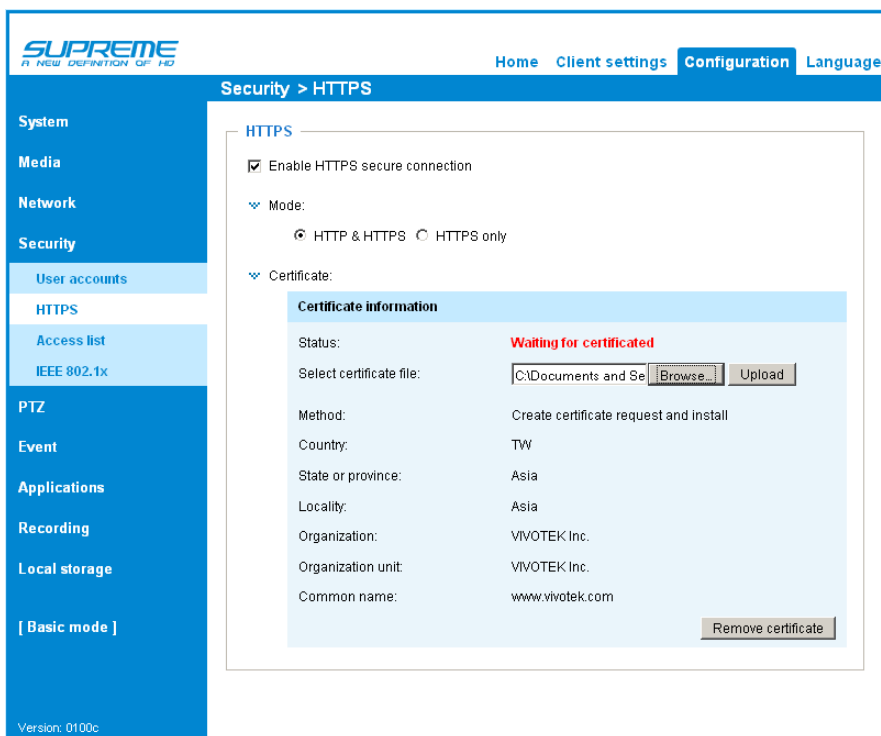 SUPREME
A NEW DEFINITION OF HD
Home Client settings Configuration Language
Security > HTTPS
System
Media
Network
Security
User accounts
HTTPS
Access list
IEEE 802.1x
PTZ
Event
Applications
Recording
Local storage
[ Basic mode ]
Version: 0100c
HTTPS
Enable HTTPS secure connection
Mode:
HTTP & HTTPS HTTPS only
Certificate:
Certificate information
Status: Waiting for certificated
Select certificate file: C:\Documents and Se Browse... Upload
Method: Create certificate request and install
Country: TW
State or province: Asia
Locality: Asia
Organization: VIVOTEK Inc.
Organization unit: VIVOTEK Inc.
Common name: www.vivotek.com
Remove certificate